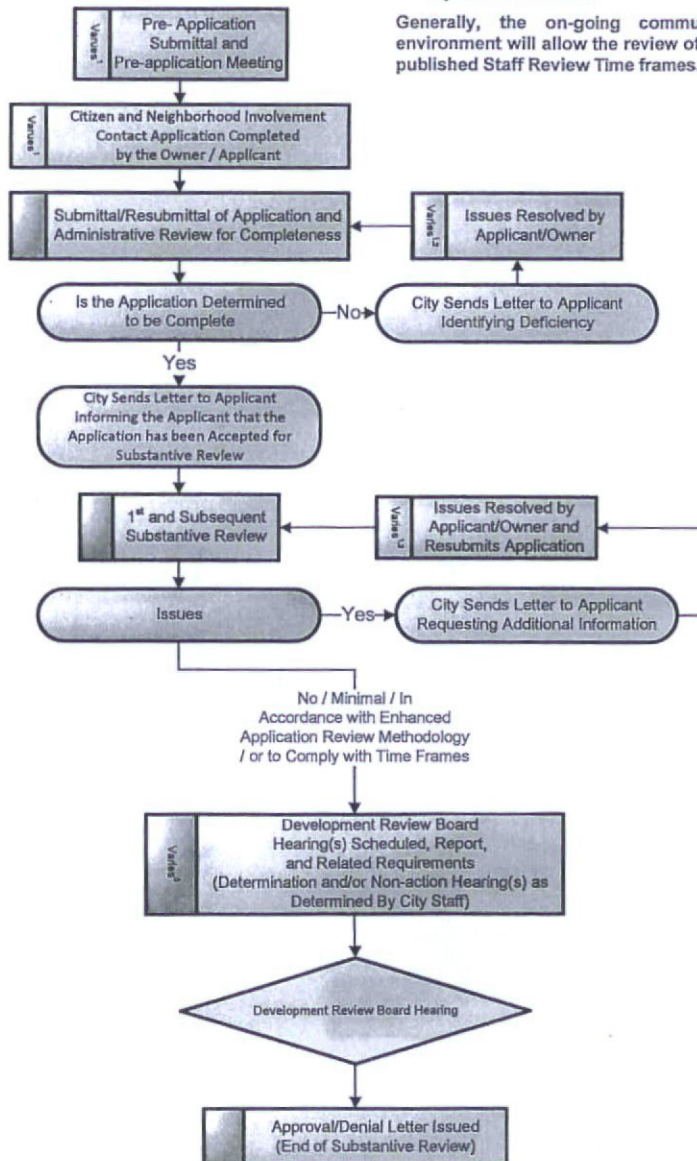 Generally, the on-going commu
environment will allow the review of
published Staff Review Time frames
Varies¹
Pre- Application
Submittal and
Pre-application Meeting
Varies¹
Citizen and Neighborhood Involvement
Contact Application Completed
by the Owner / Applicant
Submittal/Resubmittal of Application and
Administrative Review for Completeness
Varies¹,²
Issues Resolved by
Applicant/Owner
Is the Application Determined
to be Complete
No
City Sends Letter to Applicant
Identifying Deficiency
Yes
City Sends Letter to Applicant
Informing the Applicant that the
Application has been Accepted for
Substantive Review
1st and Subsequent
Substantive Review
Varies¹,²
Issues Resolved by
Applicant/Owner and
Resubmits Application
Issues
Yes
City Sends Letter to Applicant
Requesting Additional Information
No / Minimal / In
Accordance with Enhanced
Application Review Methodology
/ or to Comply with Time Frames
Varies
Development Review Board
Hearing(s) Scheduled, Report,
and Related Requirements
(Determination and/or Non-action Hearing(s) as
Determined By City Staff)
Development Review Board Hearing
Approval/Denial Letter Issued
(End of Substantive Review)